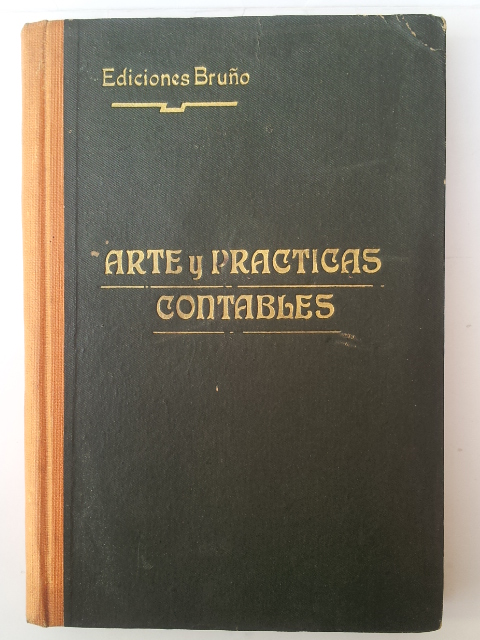 Ediciones Bruño
ARTE y PRACTICAS
CONTABLES